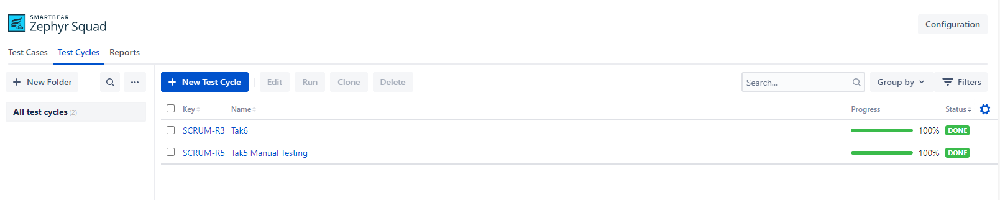 SMARTBEAR
Zephyr Squad
Configuration
Test Cases Test Cycles Reports
+ New Folder ... + New Test Cycle Edit Run Clone Delete Search... Group by Filters
All test cycles (2)
Key Name Progress Status
SCRUM-R3 Tak6 100% DONE
SCRUM-R5 Tak5 Manual Testing 100% DONE